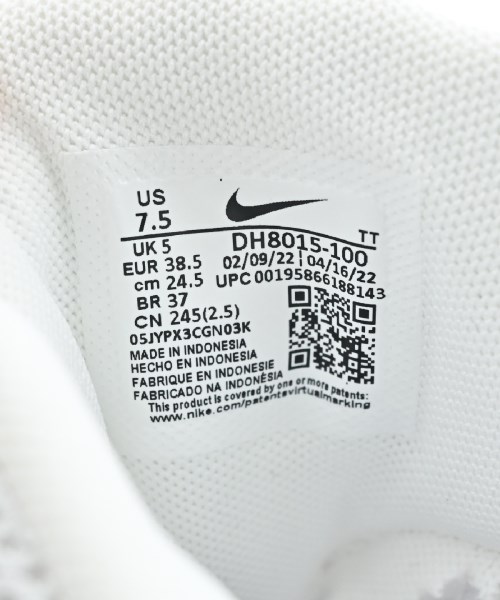 US
7.5
TT
UK 5
DH8015-100
EUR 38.5
02/09/22 | 04/16/22
cm 24.5
UPC 00195866188143
BR 37
CN 245(2.5)
05JYPX3CGN03K
MADE IN INDONESIA
HECHO EN INDONESIA
FABRIQUE EN INDONESIE
FABRICADO NA INDONÉSIA
This product is covered by one or more patents:
www.nike.com/patentsvirtualmarking